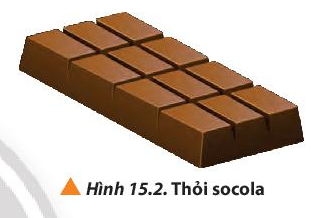 Hình 15.2. Thỏi socola